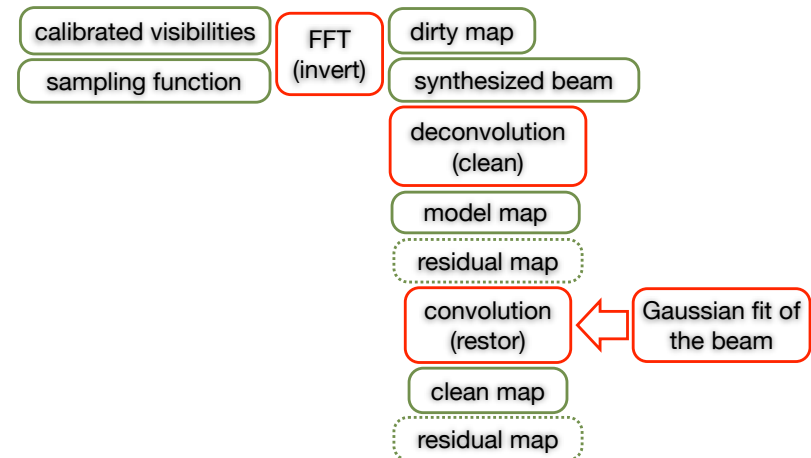 calibrated visibilities
sampling function
FFT
(invert)
dirty map
synthesized beam
deconvolution
(clean)
model map
residual map
convolution
(restor)
Gaussian fit of
the beam
clean map
residual map